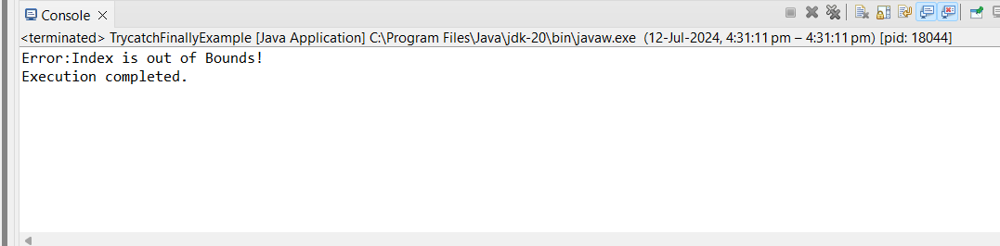 Console
<terminated> TrycatchFinallyExample [Java Application] C:\Program Files\Java\jdk-20\bin\javaw.exe (12-Jul-2024, 4:31:11 pm – 4:31:11 pm) [pid: 18044]
Error:Index is out of Bounds!
Execution completed.